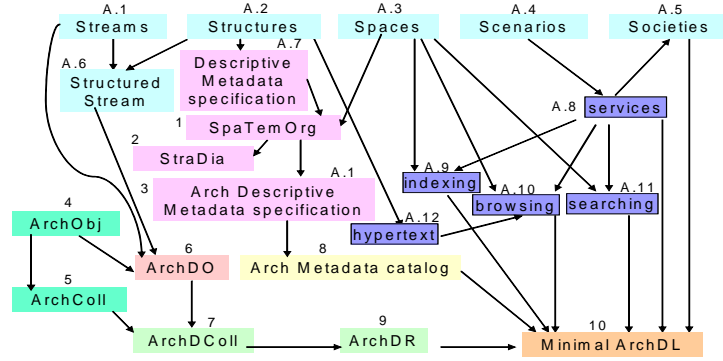 A.1
A.2
A.3
A.4
A.5
Streams
Structures
Spaces
Scenarios
Societies
A.6
A.7
Structured
Stream
Descriptive
Metadata
specification
A.8
services
1
SpaTemOrg
2
StraDia
3
A.1
Arch Descriptive
Metadata specification
A.9
indexing
A.10
browsing
A.11
searching
A.12
hypertext
4
ArchObj
5
ArchColl
6
ArchDO
8
Arch Metadata catalog
7
ArchDColl
9
ArchDR
10
Minimal ArchDL